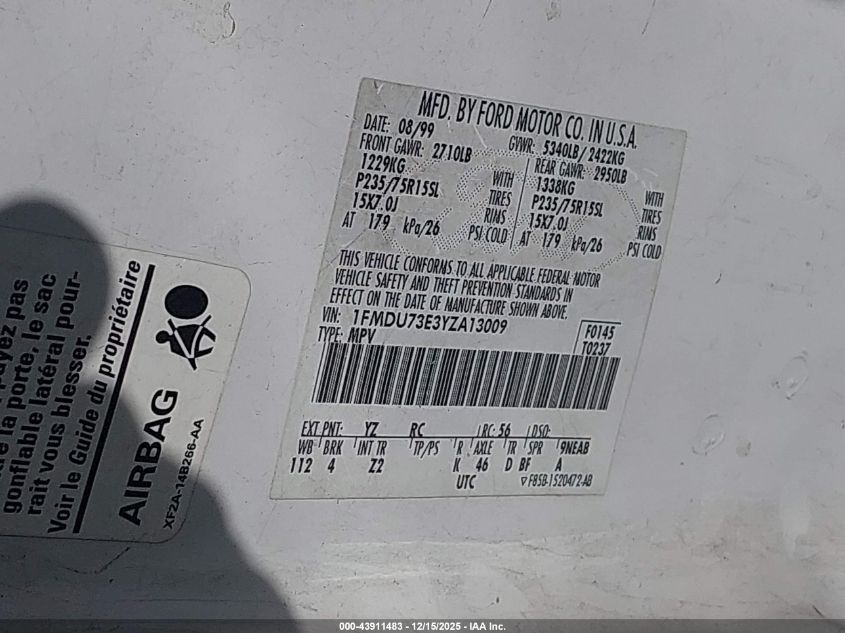 ayez pas
la porte, le sac
gonflable latéral pour-
rait vous blesser.
Voir le Guide du propriétaire
AIRBAG
XF2A-14B266-AA
MFD. BY FORD MOTOR CO. IN U.S.A.
DATE: 08/99 GVWR: 5340LB/ 2422KG
FRONT GAWR: 2710LB REAR GAWR: 2950LB
1229KG WITH 1338KG WITH
P235/75R15SL TIRES P235/75R15SL TIRES
15X7.0J RIMS 15X7.0J RIMS
AT 179 kPa/26 PSI COLD AT 179 kPa/26 PSI COLD
THIS VEHICLE CONFORMS TO ALL APPLICABLE FEDERAL MOTOR
VEHICLE SAFETY AND THEFT PREVENTION STANDARDS IN
EFFECT ON THE DATE OF MANUFACTURE SHOWN ABOVE.
VIN: 1FMDU73E3YZA13009
TYPE: MPV
F0145
T0237
EXT PNT: YZ RC RC: 56 DSO:
WB BRK INT TR TP/PS R AXLE TR SPR 9NEAB
112 4 Z2 K 46 D BF A
UTC ▽ F85B-1520472-AB
000-43911483 - 12/15/2025 - IAA Inc.